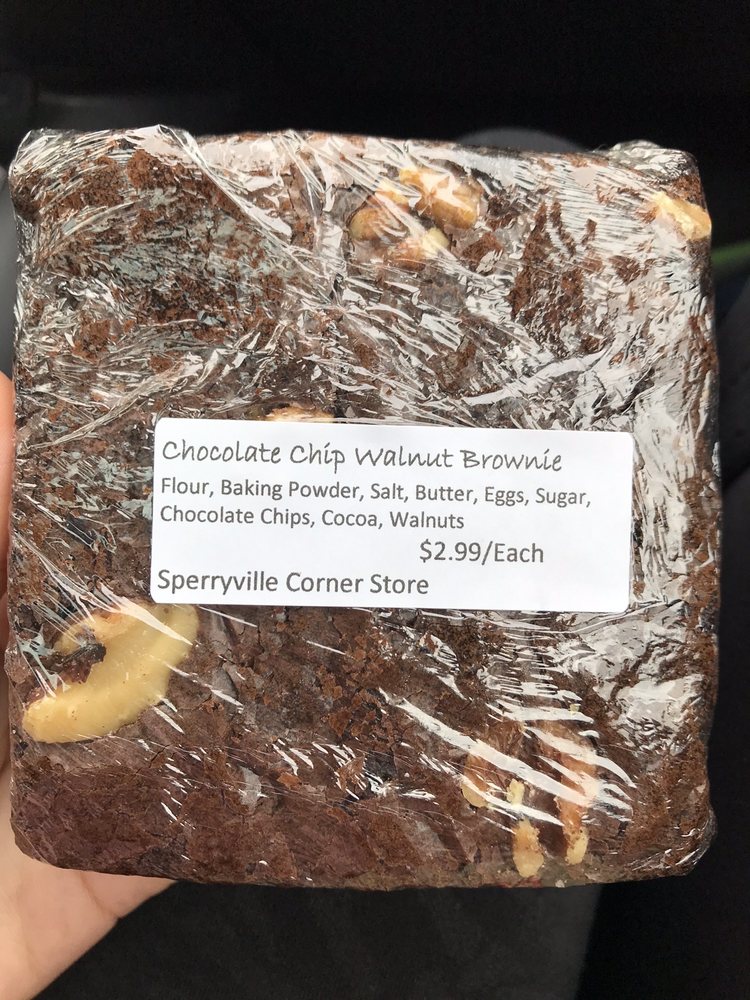 Chocolate Chip Walnut Brownie
Flour, Baking Powder, Salt, Butter, Eggs, Sugar,
Chocolate Chips, Cocoa, Walnuts
$2.99/Each
Sperryville Corner Store